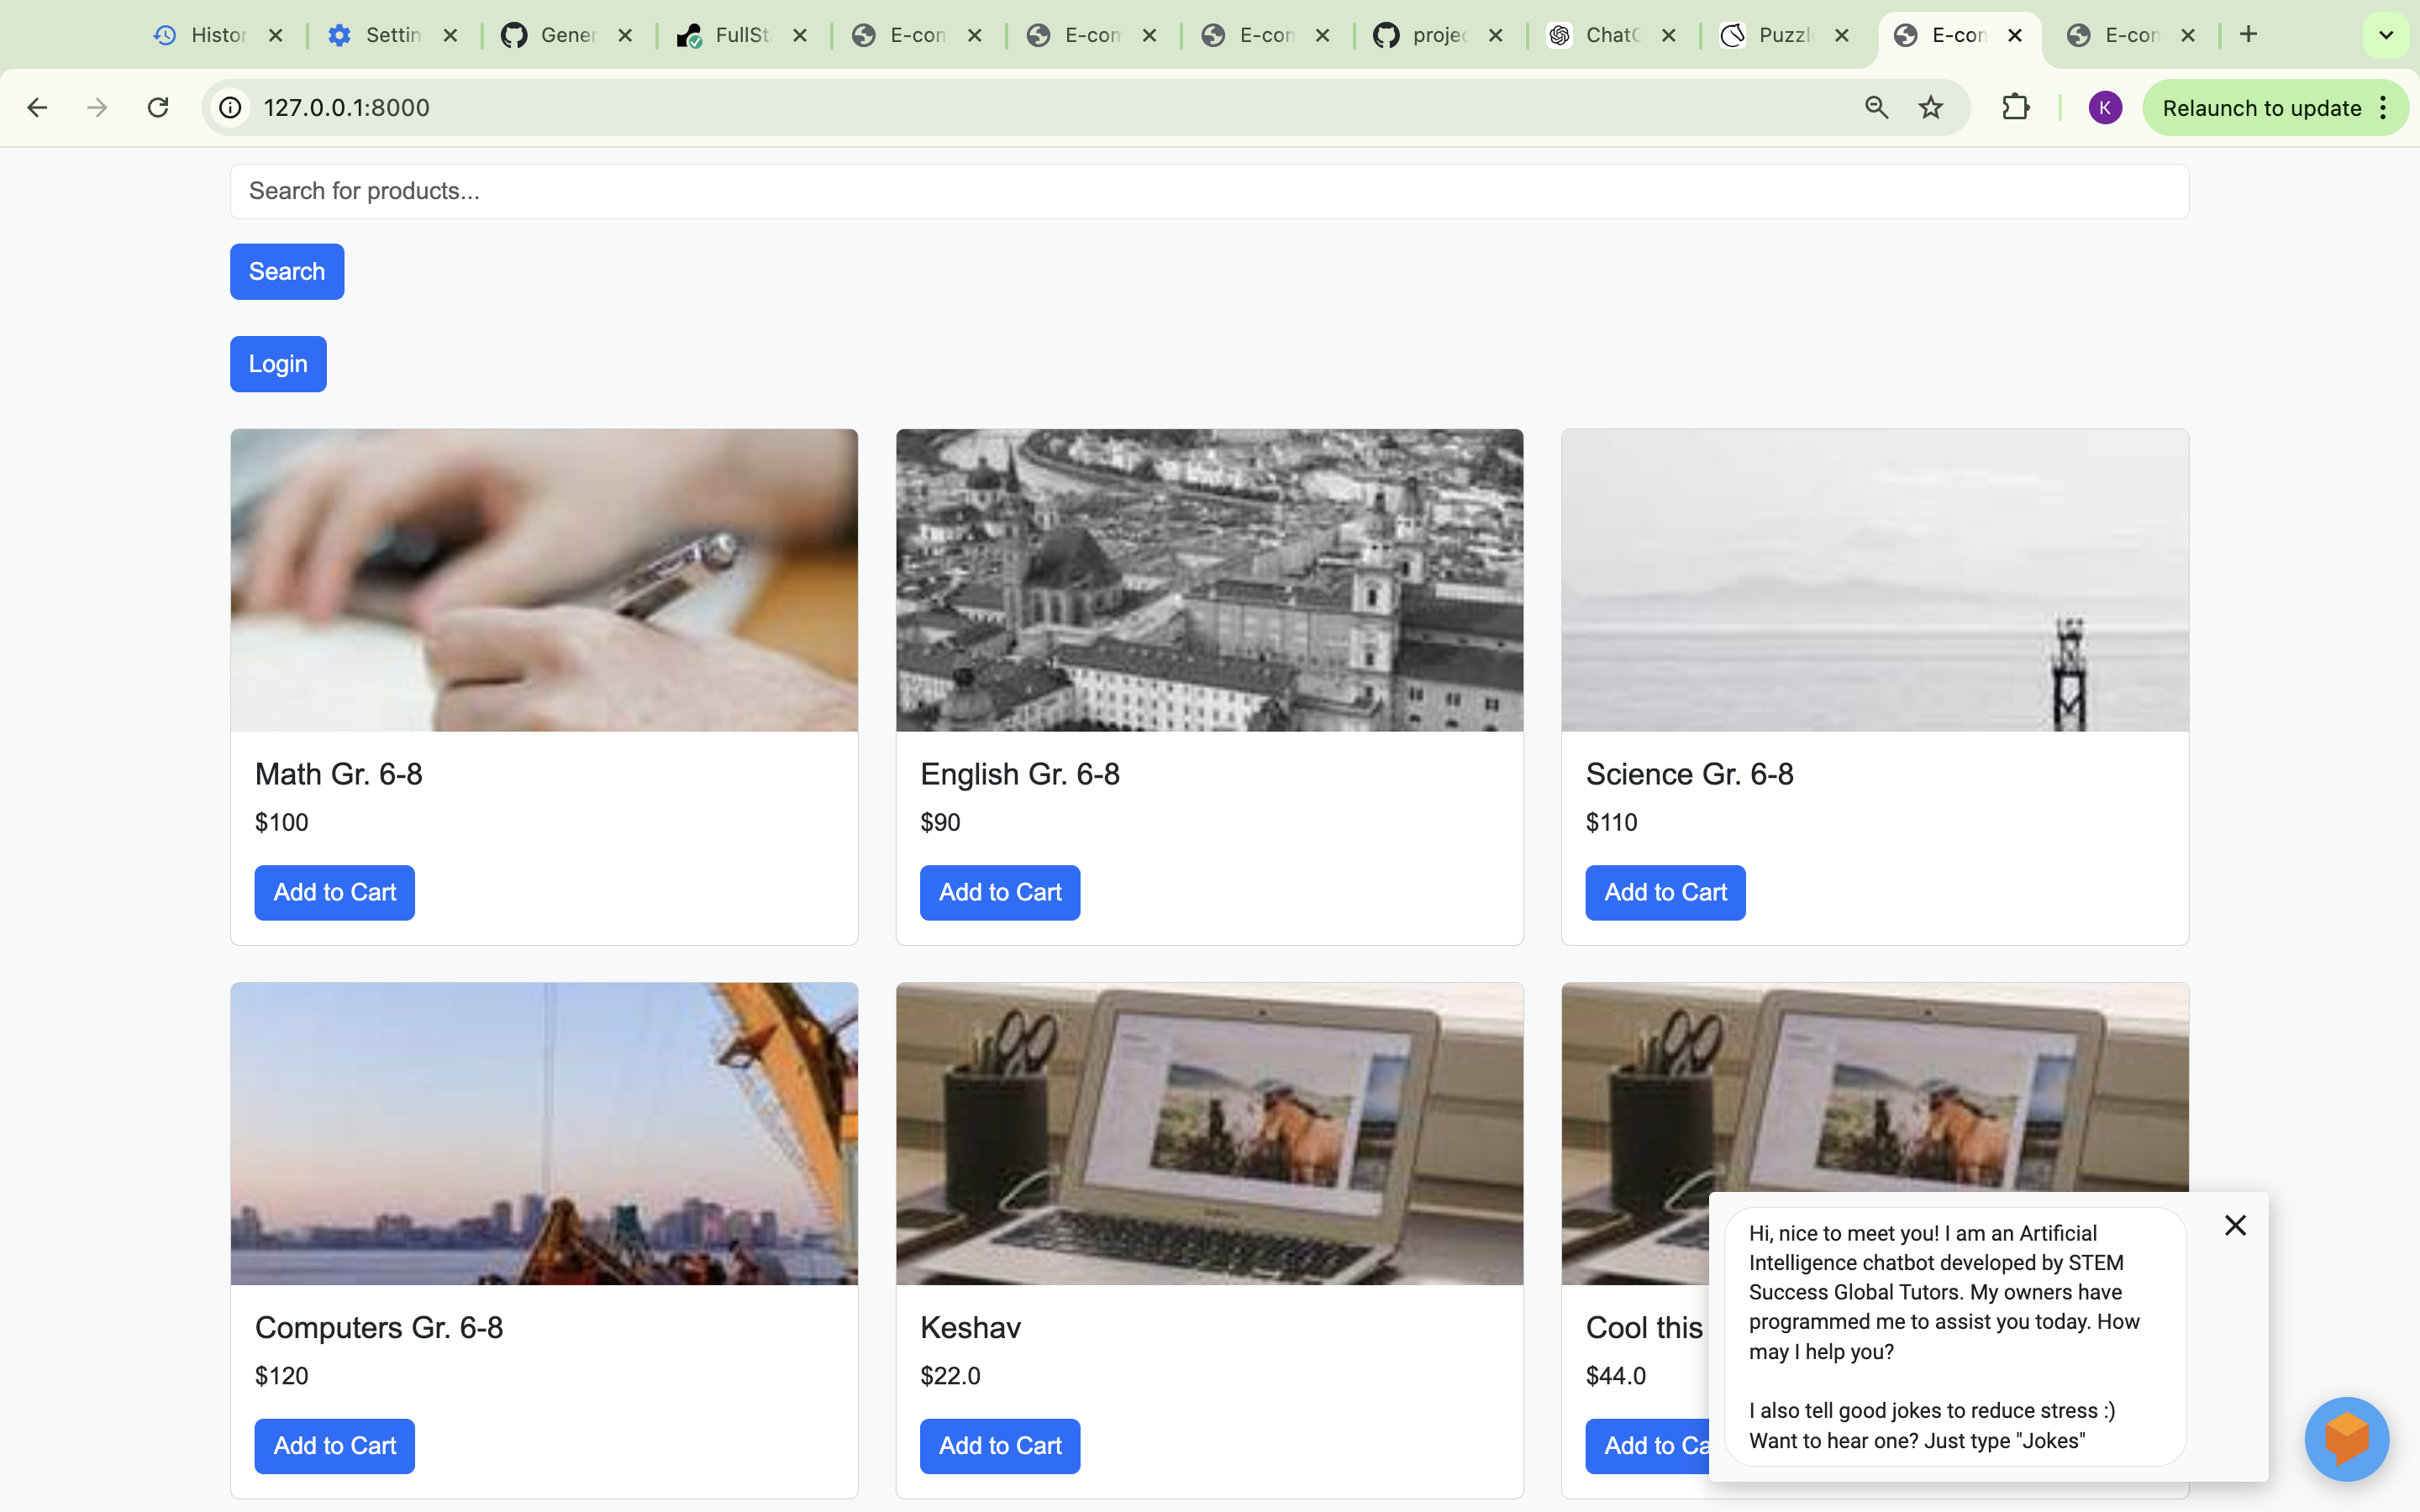 Histor
Settin
Gener
FullSt
E-com
E-com
E-com
projec
ChatG
Puzzl
E-com
E-com
127.0.0.1:8000
K
Relaunch to update
Search for products...
Search
Login
Math Gr. 6-8
$100
Add to Cart
English Gr. 6-8
$90
Add to Cart
Science Gr. 6-8
$110
Add to Cart
Computers Gr. 6-8
$120
Add to Cart
Keshav
$22.0
Add to Cart
Cool this
$44.0
Add to Ca
Hi, nice to meet you! I am an Artificial
Intelligence chatbot developed by STEM
Success Global Tutors. My owners have
programmed me to assist you today. How
may I help you?
I also tell good jokes to reduce stress :)
Want to hear one? Just type "Jokes"